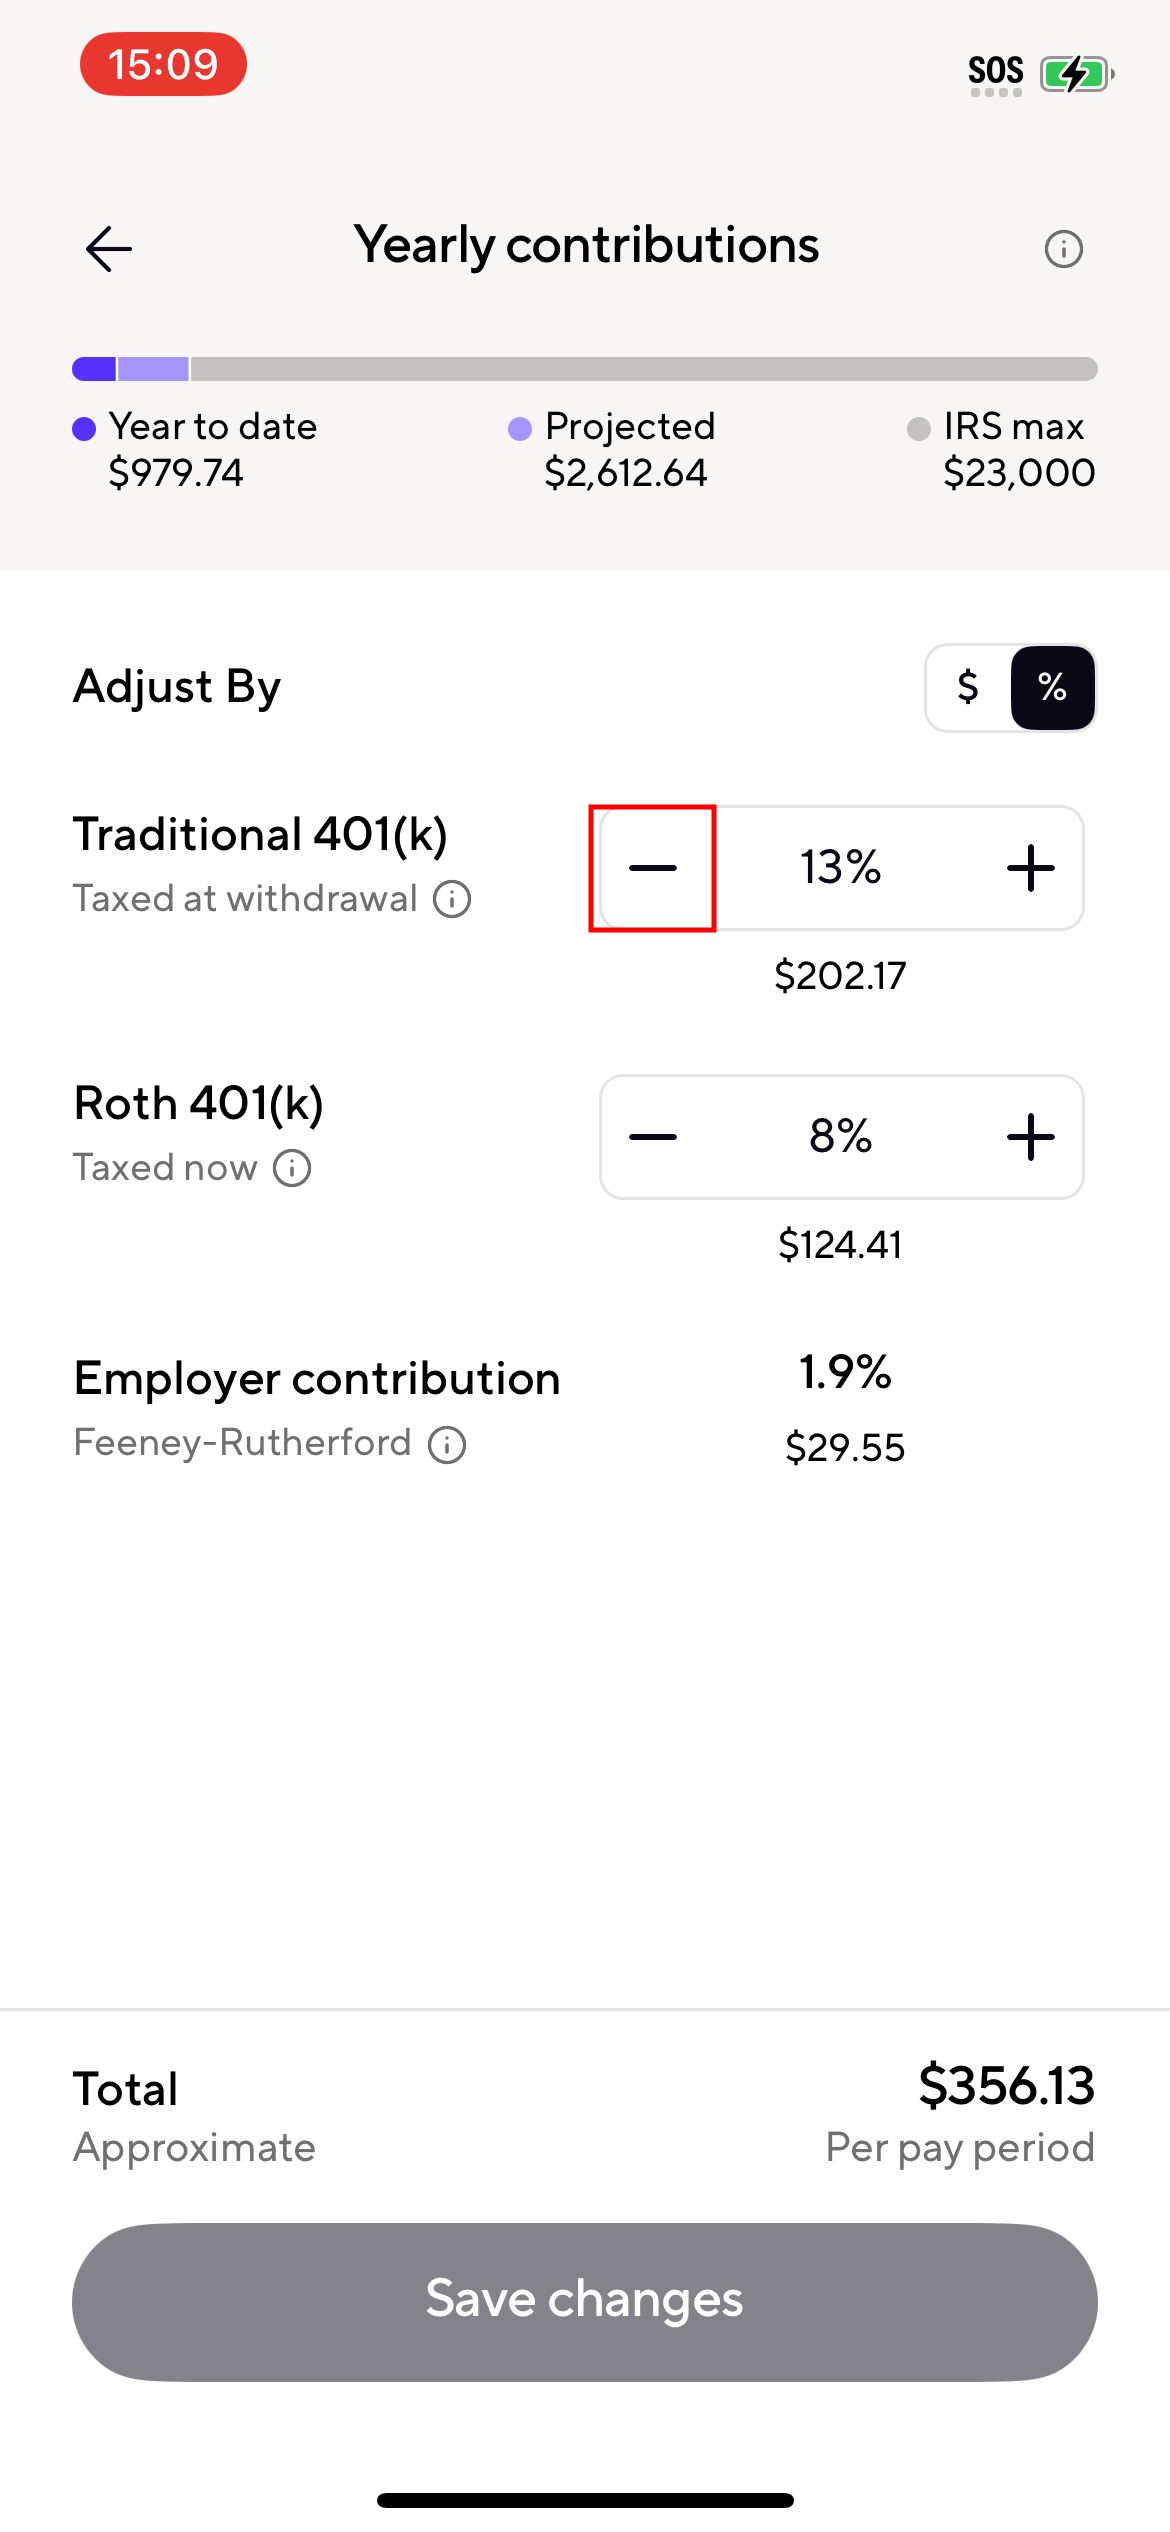 15:09
SOS
Yearly contributions
Year to date
$979.74
Projected
$2,612.64
IRS max
$23,000
Adjust By
$
%
Traditional 401(k)
Taxed at withdrawal
13%
$202.17
Roth 401(k)
Taxed now
8%
$124.41
Employer contribution
Feeney-Rutherford
1.9%
$29.55
Total
Approximate
$356.13
Per pay period
Save changes